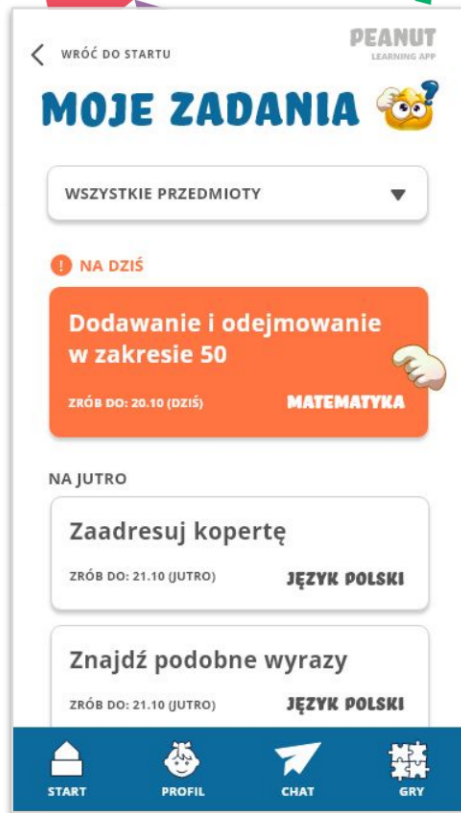 WRÓĆ DO STARTU
PEANUT
LEARNING APP
MOJE ZADANIA
WSZYSTKIE PRZEDMIOTY
! NA DZIŚ
Dodawanie i odejmowanie
w zakresie 50
ZRÓB DO: 20.10 (DZIŚ)
MATEMATYKA
NA JUTRO
Zaadresuj kopertę
ZRÓB DO: 21.10 (JUTRO)
JĘZYK POLSKI
Znajdź podobne wyrazy
ZRÓB DO: 21.10 (JUTRO)
JĘZYK POLSKI
START
PROFIL
CHAT
GRY